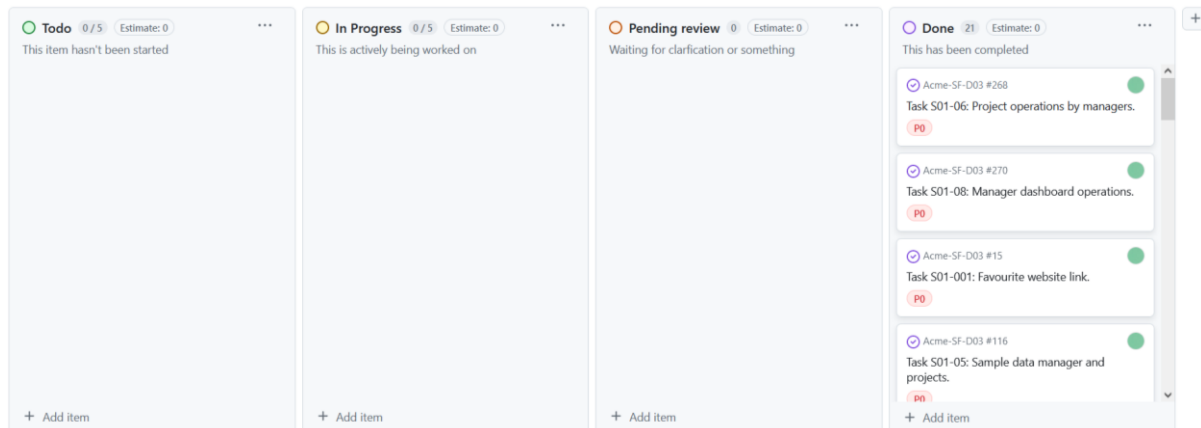 Todo 0 / 5 Estimate: 0 ...
This item hasn't been started
+ Add item
In Progress 0 / 5 Estimate: 0 ...
This is actively being worked on
+ Add item
Pending review 0 Estimate: 0 ...
Waiting for clarfication or something
+ Add item
Done 21 Estimate: 0 ...
This has been completed
Acme-SF-D03 #268
Task S01-06: Project operations by managers.
P0
Acme-SF-D03 #270
Task S01-08: Manager dashboard operations.
P0
Acme-SF-D03 #15
Task S01-001: Favourite website link.
P0
Acme-SF-D03 #116
Task S01-05: Sample data manager and
projects.
P0
+ Add item
+